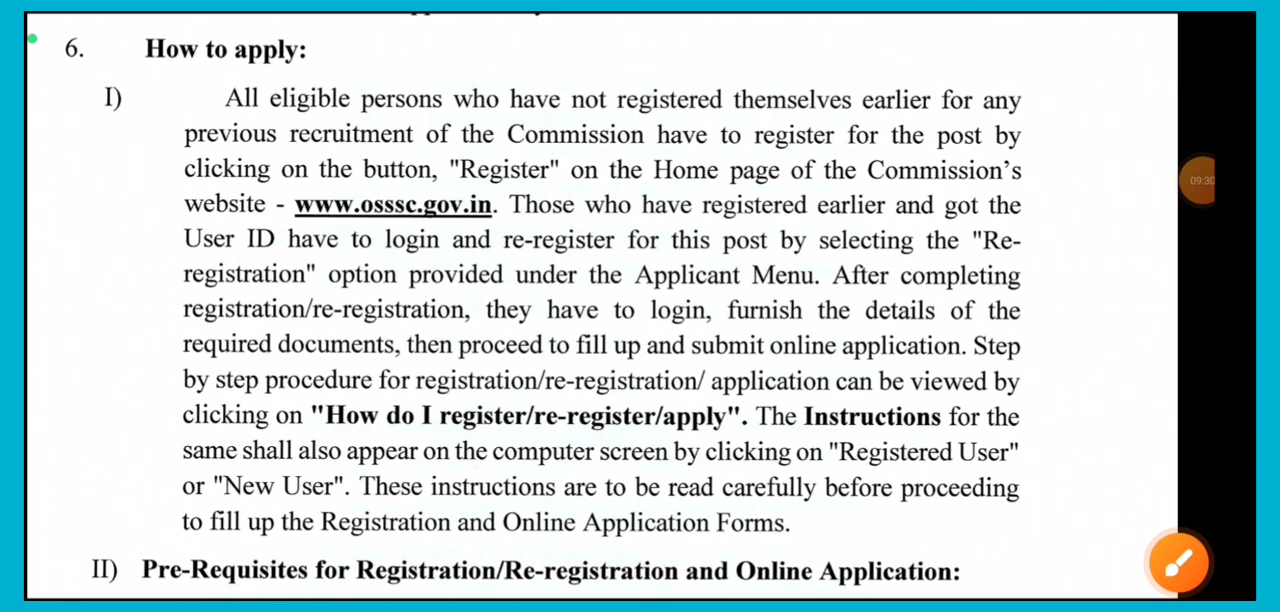 6. How to apply:
I) All eligible persons who have not registered themselves earlier for any
previous recruitment of the Commission have to register for the post by
clicking on the button, "Register" on the Home page of the Commission’s
website - www.osssc.gov.in. Those who have registered earlier and got the
User ID have to login and re-register for this post by selecting the "Re-
registration" option provided under the Applicant Menu. After completing
registration/re-registration, they have to login, furnish the details of the
required documents, then proceed to fill up and submit online application. Step
by step procedure for registration/re-registration/ application can be viewed by
clicking on "How do I register/re-register/apply". The Instructions for the
same shall also appear on the computer screen by clicking on "Registered User"
or "New User". These instructions are to be read carefully before proceeding
to fill up the Registration and Online Application Forms.
II) Pre-Requisites for Registration/Re-registration and Online Application:
09:30